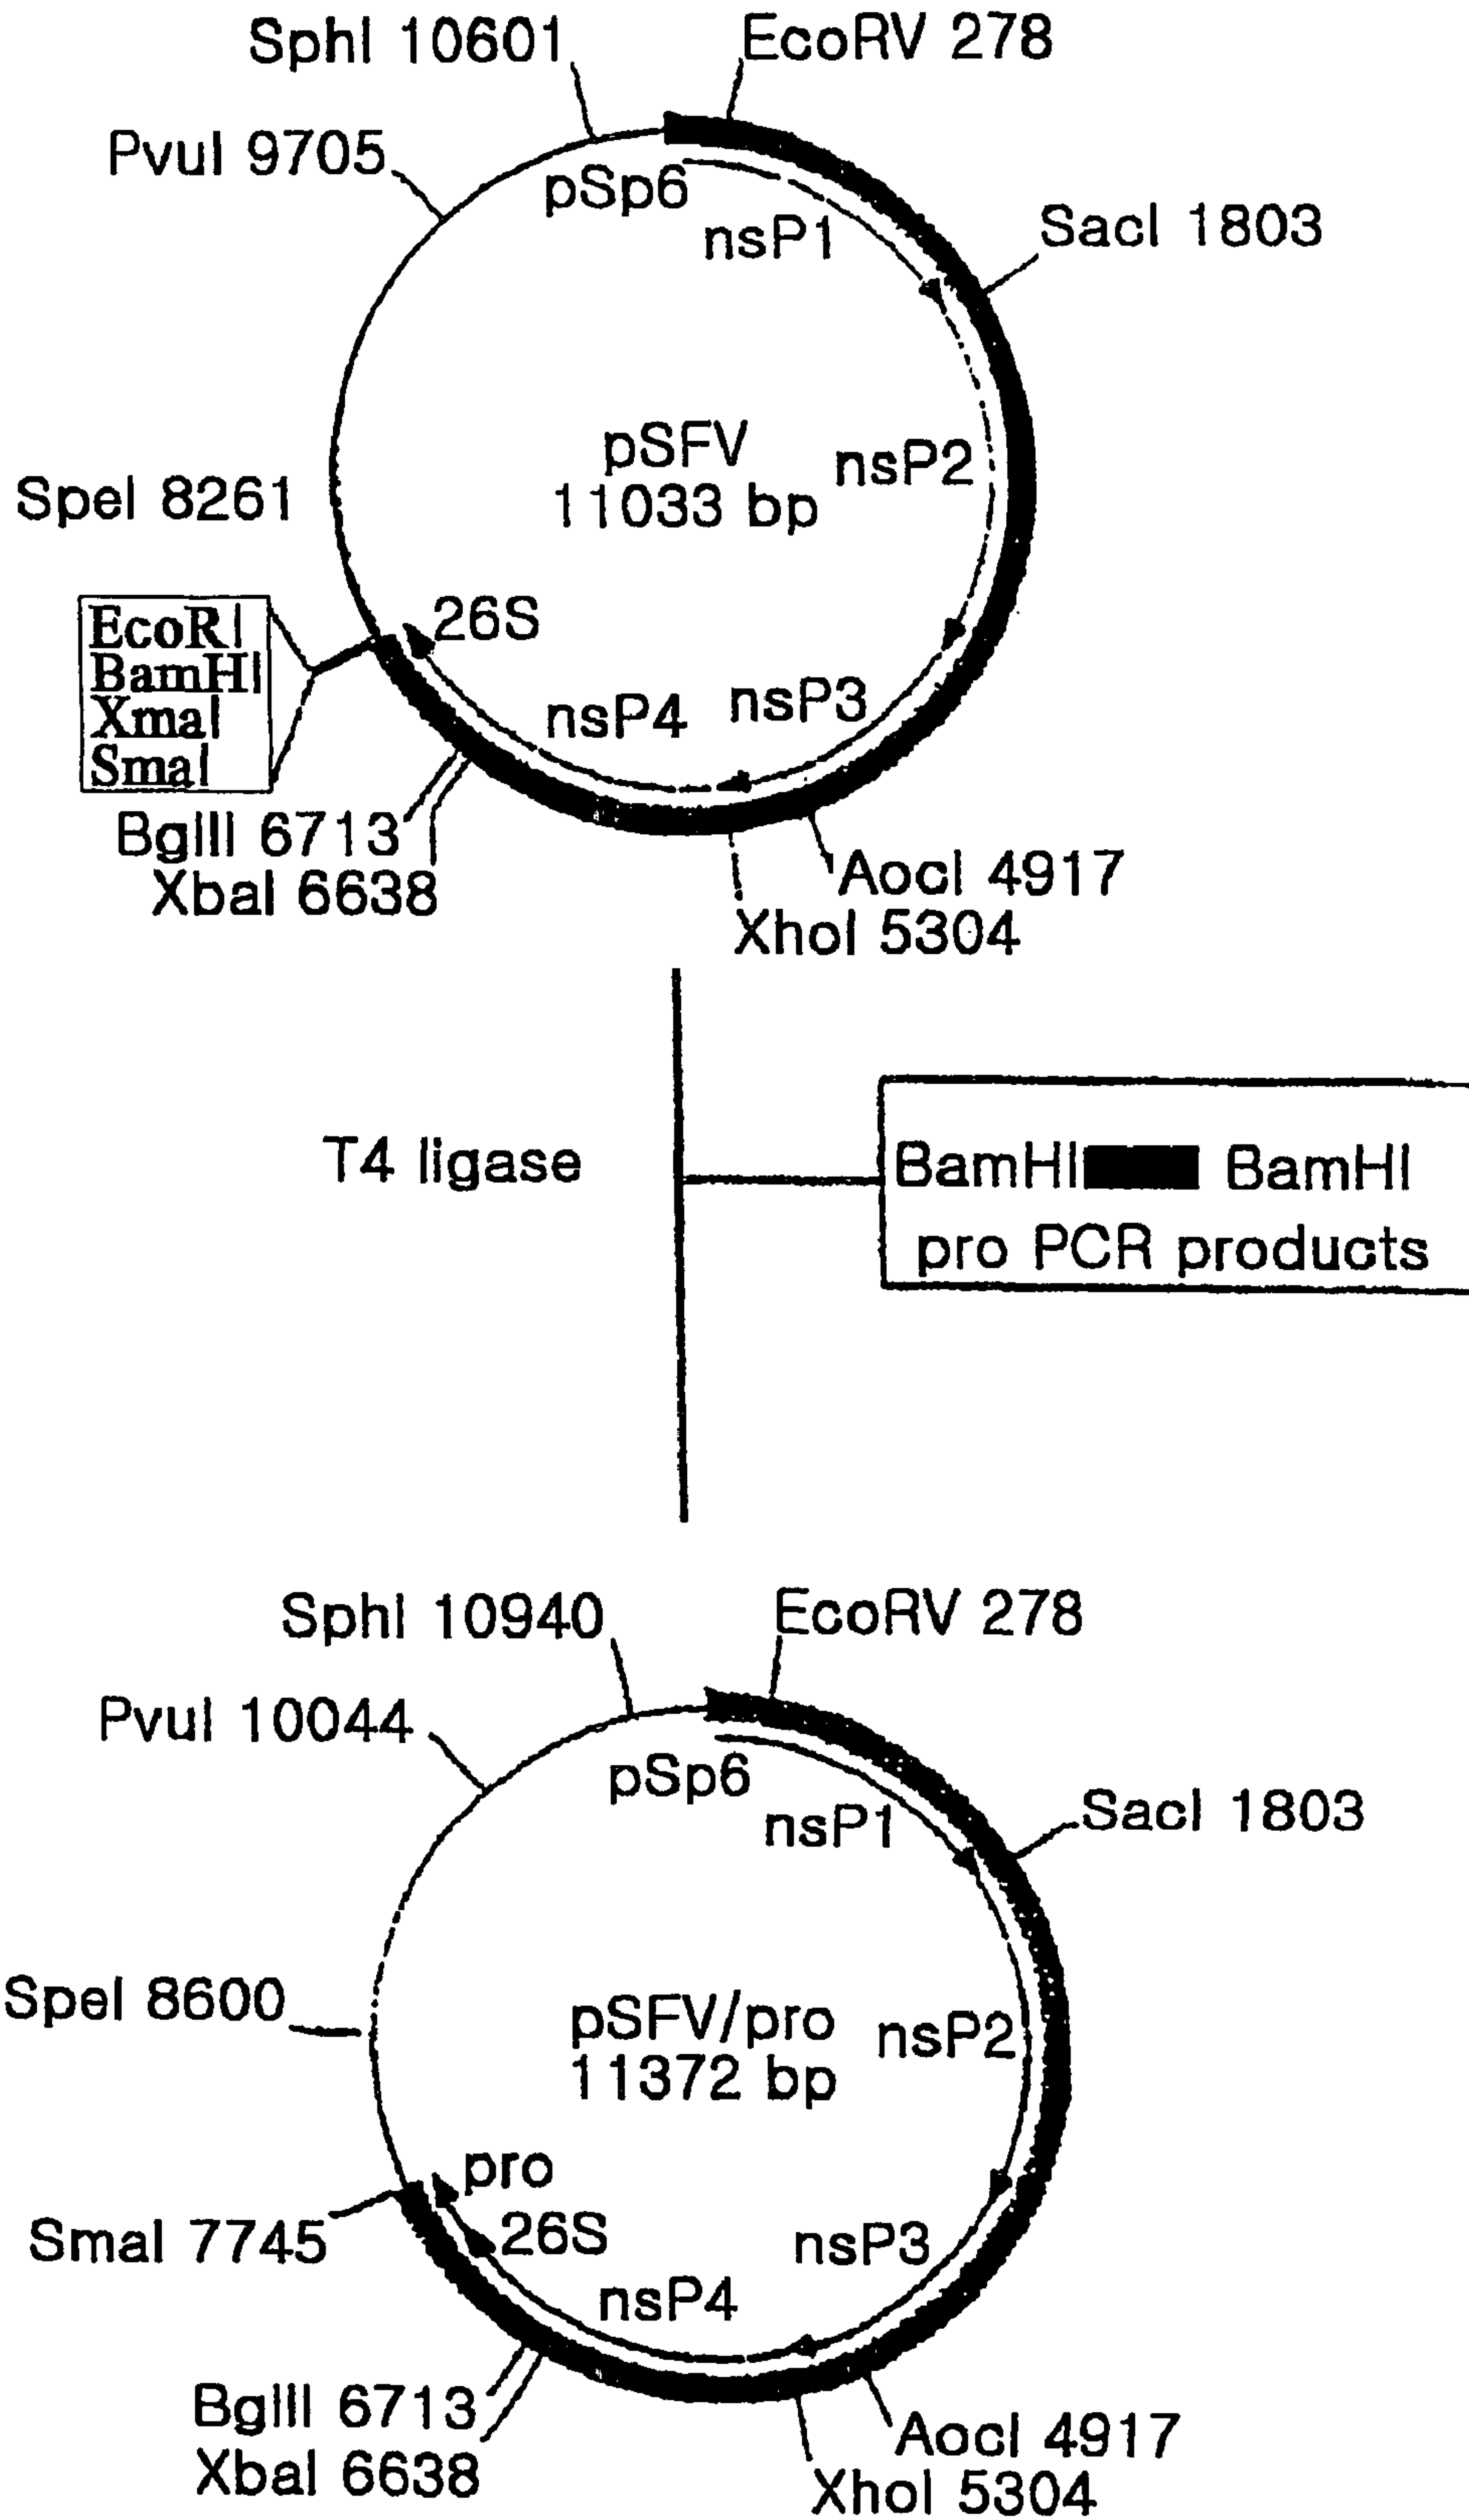 SphI 10601
EcoRV 278
PvuI 9705
pSp6
nsP1
SacI 1803
pSFV
11033 bp
nsP2
SpeI 8261
EcoRI
BamHI
XmaI
SmaI
26S
nsP4
nsP3
BglII 6713
XbaI 6638
AocI 4917
XhoI 5304
T4 ligase
BamHI BamHI
pro PCR products
SphI 10940
EcoRV 278
PvuI 10044
pSp6
nsP1
SacI 1803
SpeI 8600
pSFV/pro
11372 bp
nsP2
pro
26S
SmaI 7745
nsP3
nsP4
BglII 6713
XbaI 6638
AocI 4917
XhoI 5304